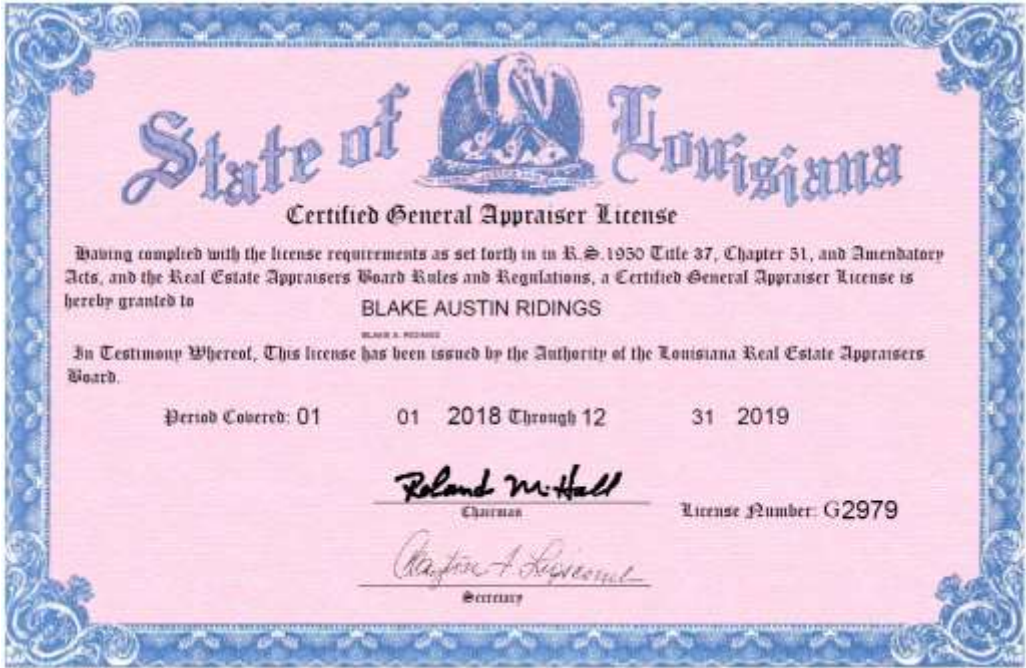 State of Louisiana
Certified General Appraiser License
Having complied with the license requirements as set forth in in R.S.1950 Title 37, Chapter 51, and Amendatory
Acts, and the Real Estate Appraisers Board Rules and Regulations, a Certified General Appraiser License is
hereby granted to
BLAKE AUSTIN RIDINGS
BLAKE A. RIDINGS
In Testimony Whereof, This license has been issued by the Authority of the Louisiana Real Estate Appraisers
Board.
Period Covered: 01 01 2018 Through 12 31 2019
Roland M. Hall
Chairman
License Number: G2979
Clayton F Lipscomb
Secretary